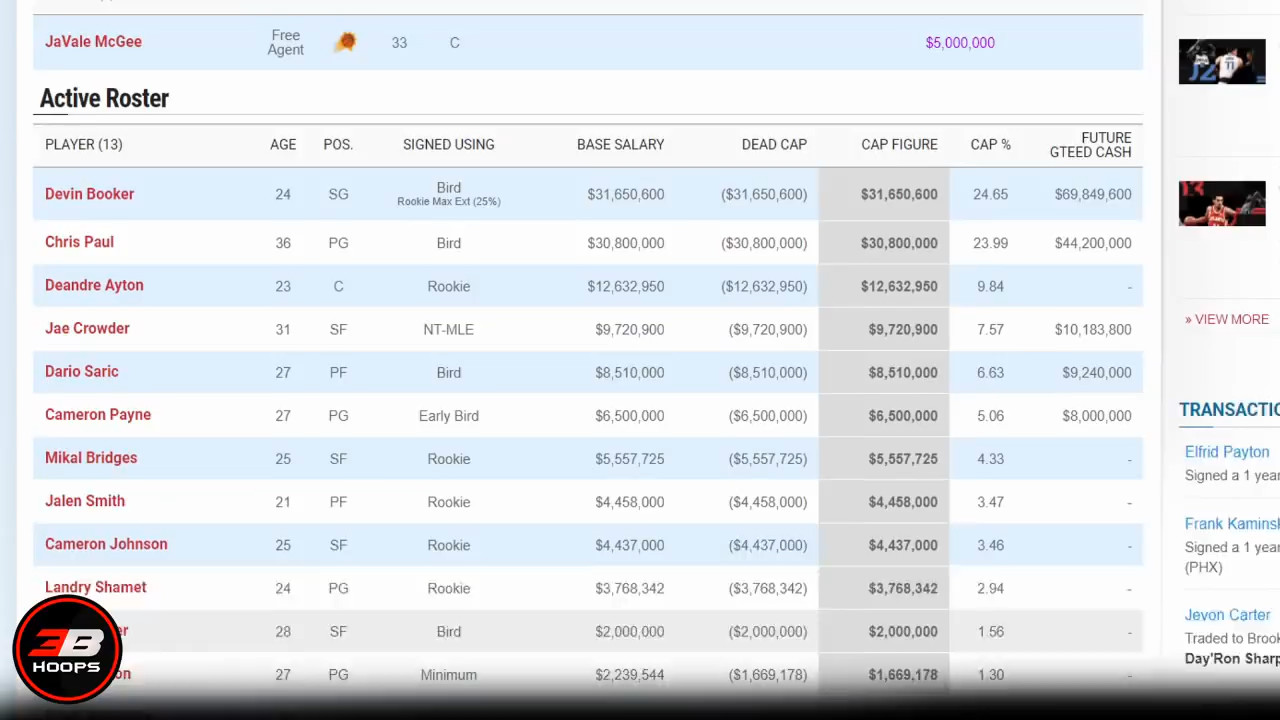 JaVale McGee Free Agent 33 C $5,000,000
Active Roster
PLAYER (13) AGE POS. SIGNED USING BASE SALARY DEAD CAP CAP FIGURE CAP % FUTURE GTEED CASH
Devin Booker 24 SG Bird Rookie Max Ext (25%) $31,650,600 ($31,650,600) $31,650,600 24.65 $69,849,600
Chris Paul 36 PG Bird $30,800,000 ($30,800,000) $30,800,000 23.99 $44,200,000
Deandre Ayton 23 C Rookie $12,632,950 ($12,632,950) $12,632,950 9.84 -
Jae Crowder 31 SF NT-MLE $9,720,900 ($9,720,900) $9,720,900 7.57 $10,183,800
Dario Saric 27 PF Bird $8,510,000 ($8,510,000) $8,510,000 6.63 $9,240,000
Cameron Payne 27 PG Early Bird $6,500,000 ($6,500,000) $6,500,000 5.06 $8,000,000
Mikal Bridges 25 SF Rookie $5,557,725 ($5,557,725) $5,557,725 4.33 -
Jalen Smith 21 PF Rookie $4,458,000 ($4,458,000) $4,458,000 3.47 -
Cameron Johnson 25 SF Rookie $4,437,000 ($4,437,000) $4,437,000 3.46 -
Landry Shamet 24 PG Rookie $3,768,342 ($3,768,342) $3,768,342 2.94 -
er 28 SF Bird $2,000,000 ($2,000,000) $2,000,000 1.56 -
on 27 PG Minimum $2,239,544 ($1,669,178) $1,669,178 1.30 -
3B
HOOPS
» VIEW MORE
TRANSACTIO
Elfrid Payton
Signed a 1 year
Frank Kaminsk
Signed a 1 year
(PHX)
Jevon Carter
Traded to Brook
Day'Ron Sharp